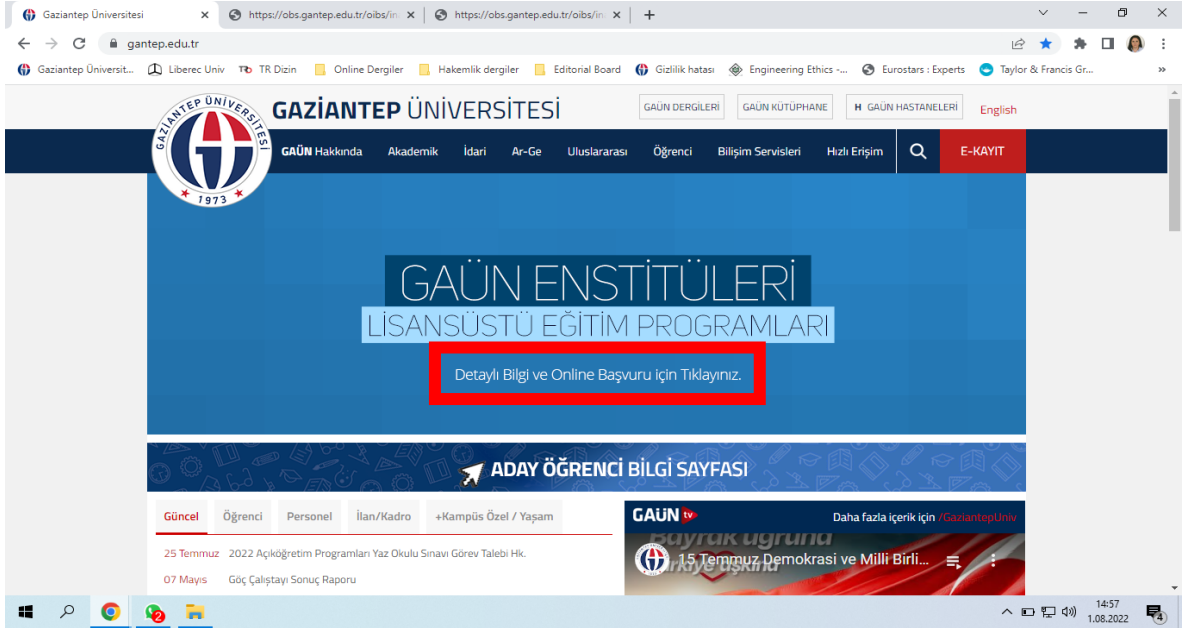 Gaziantep Üniversitesi
https://obs.gantep.edu.tr/oibs/in
https://obs.gantep.edu.tr/oibs/in
gantep.edu.tr
Gaziantep Üniversit...
Liberec Univ
TR Dizin
Online Dergiler
Hakemlik dergiler
Editorial Board
Gizlilik hatası
Engineering Ethics -...
Eurostars : Experts
Taylor & Francis Gr...
GAZİANTEP ÜNİVERSİTESİ
1973
GAZİANTEP ÜNİVERSİTESİ
GAÜN DERGİLERİ
GAÜN KÜTÜPHANE
H GAÜN HASTANELERİ
English
GAÜN Hakkında
Akademik
İdari
Ar-Ge
Uluslararası
Öğrenci
Bilişim Servisleri
Hızlı Erişim
E-KAYIT
GAÜN ENSTİTÜLERİ
LİSANSÜSTÜ EĞİTİM PROGRAMLARI
Detaylı Bilgi ve Online Başvuru için Tıklayınız.
ADAY ÖĞRENCİ BİLGİ SAYFASI
Güncel
Öğrenci
Personel
İlan/Kadro
+Kampüs Özel / Yaşam
25 Temmuz 2022 Açıköğretim Programları Yaz Okulu Sınavı Görev Talebi Hk.
07 Mayıs Göç Çalıştayı Sonuç Raporu
GAÜN tv
Daha fazla içerik için /GaziantepUniv
15 Temmuz Demokrasi ve Milli Birli...
2
14:57
1.08.2022
4